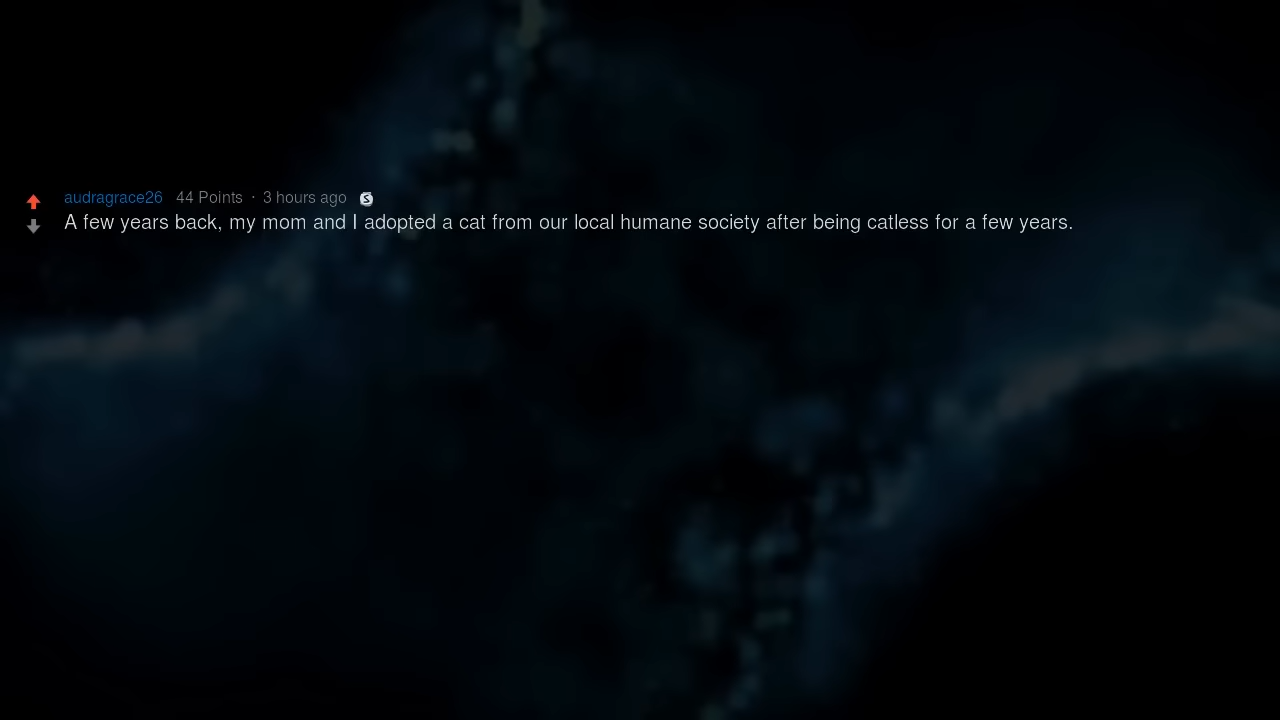 audragrace26 44 Points · 3 hours ago
A few years back, my mom and I adopted a cat from our local humane society after being catless for a few years.